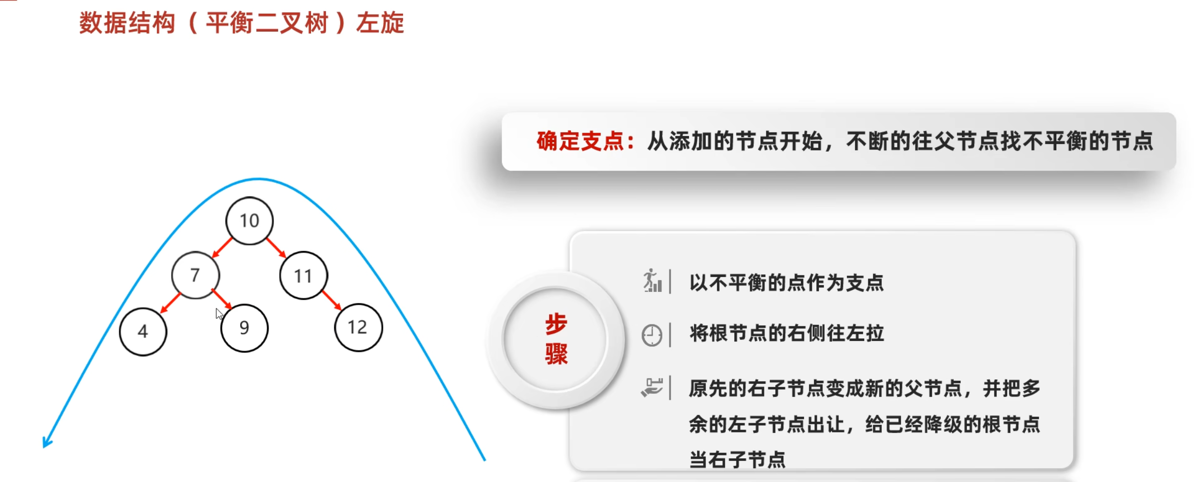 数据结构（平衡二叉树）左旋
确定支点：从添加的节点开始，不断的往父节点找不平衡的节点
10
7
11
4
9
12
步
骤
以不平衡的点作为支点
将根节点的右侧往左拉
原先的右子节点变成新的父节点，并把多
余的左子节点出让，给已经降级的根节点
当右子节点